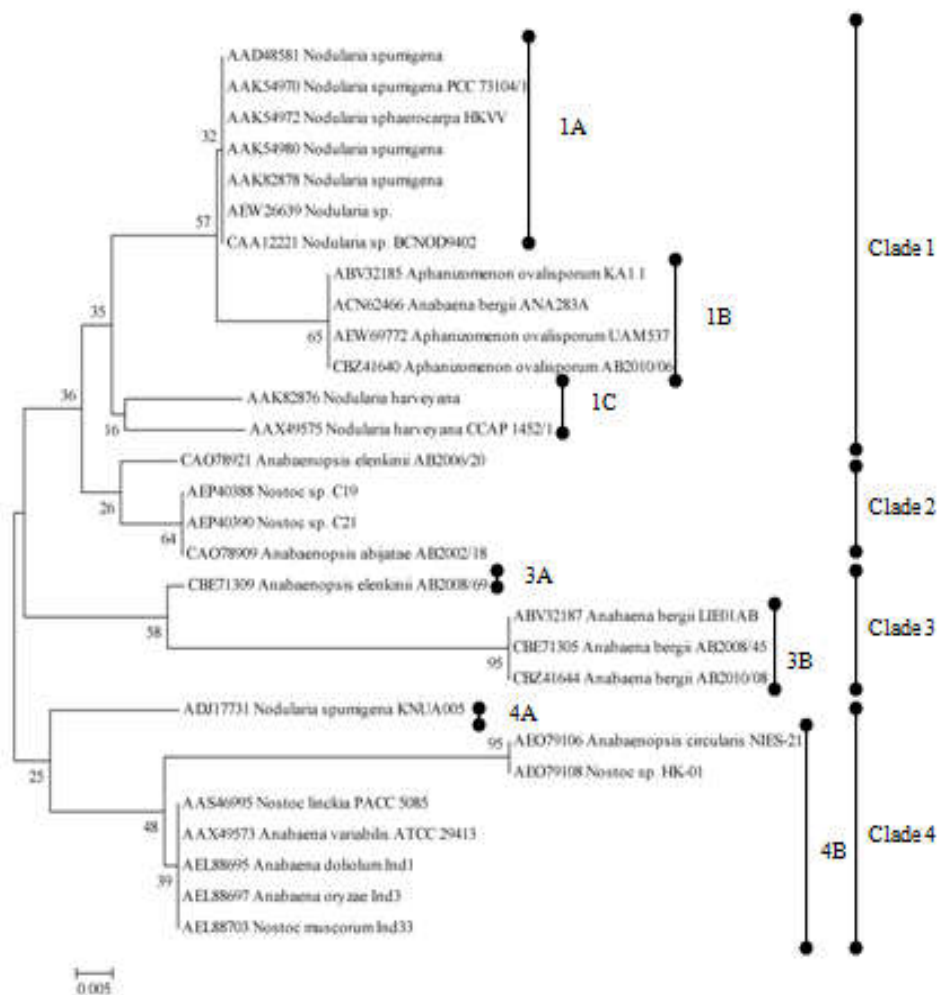 AAD48581 Nodularia spumigena
AAK54970 Nodularia spumigena PCC 73104/1
AAK54972 Nodularia sphaerocarpa HKVV
32
1A
AAK54980 Nodularia spumigena
AAK82878 Nodularia spumigena
AEW26639 Nodularia sp.
57
CAA12221 Nodularia sp. BCNOD9402
Clade 1
ABV32185 Aphanizomenon ovalisporum KA1 1
ACN62466 Anabaena bergii ANA283A
1B
35
65
AEW69772 Aphanizomenon ovalisporum UAM537
CBZ41640 Aphanizomenon ovalisporum AB2010/06
36
AAK82876 Nodularia harveyana
1C
16
AAX49575 Nodularia harveyana CCAP 1452/1
CAO78921 Anabaenopsis elenkinii AB2006/20
AEP40388 Nostoc sp. C19
26
Clade 2
AEP40390 Nostoc sp. C21
64
CAO78909 Anabaenopsis abijatae AB2002/18
3A
CBE71309 Anabaenopsis elenkinii AB2008/69
ABV32187 Anabaena bergii LIE01AB
58
Clade 3
CBE71305 Anabaena bergii AB2008/45
3B
95
CBZ41644 Anabaena bergii AB2010/08
ADJ17731 Nodularia spumigena KNUA005
4A
95
AEO79106 Anabaenopsis circularis NIES-21
25
AEO79108 Nostoc sp. HK-01
AAS46995 Nostoc linckia PACC 5085
48
AAX49573 Anabaena variabilis ATCC 29413
4B
Clade 4
AEL88695 Anabaena doliolum Ind1
39
AEL88697 Anabaena oryzae Ind3
AEL88703 Nostoc muscorum Ind33
0.005